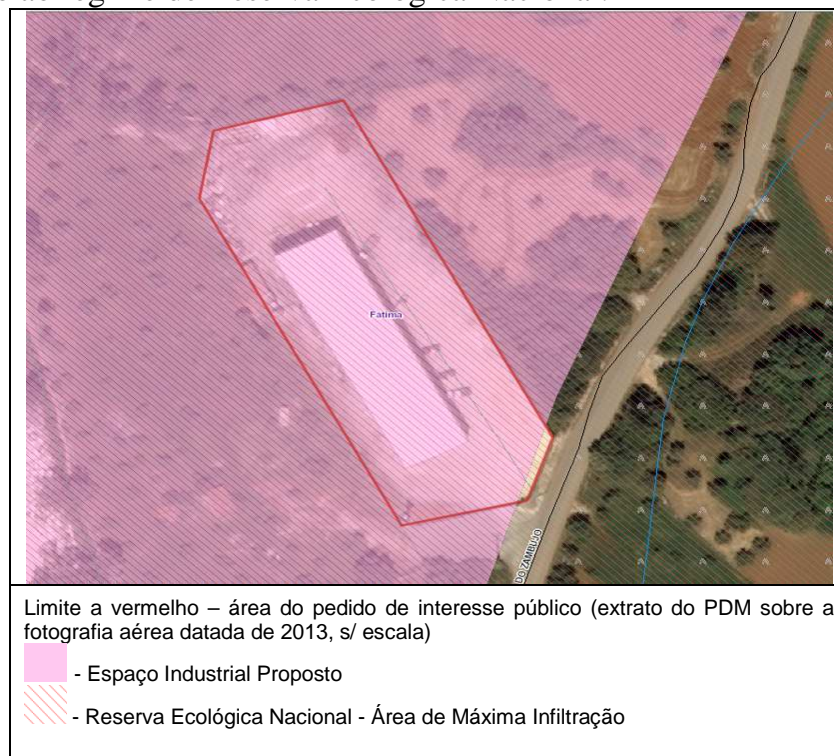 Fatima
DO ZAMBUJO
Limite a vermelho – área do pedido de interesse público (extrato do PDM sobre a
fotografia aérea datada de 2013, s/ escala)
- Espaço Industrial Proposto
- Reserva Ecológica Nacional - Área de Máxima Infiltração